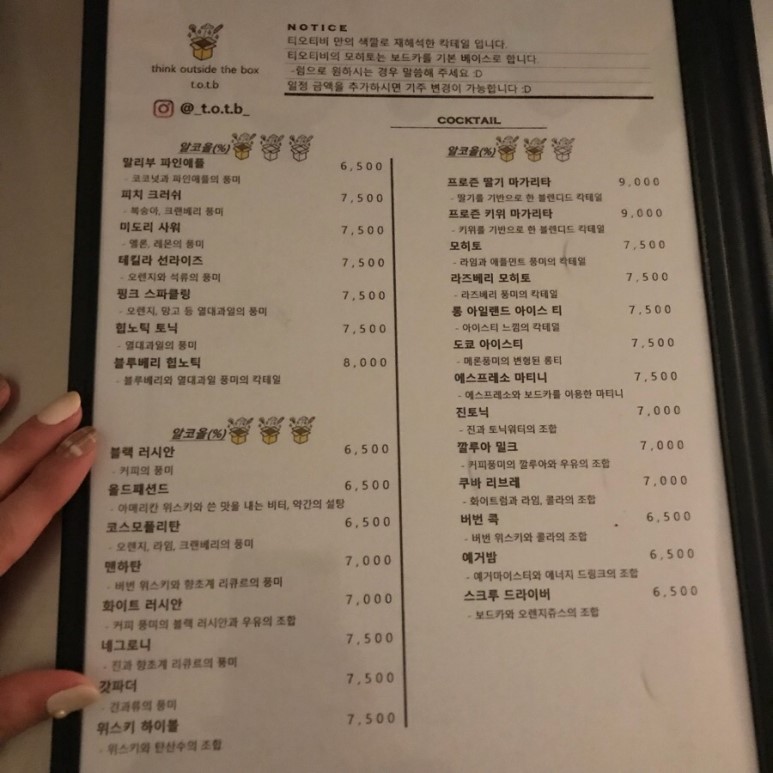 think outside the box
t.o.t.b
@_t.o.t.b_
NOTICE
티오티비 만의 색깔로 재해석한 칵테일 입니다.
티오티비의 모히토는 보드카를 기본 베이스로 합니다.
-럼으로 원하시는 경우 말씀해 주세요 :D
일정 금액을 추가하시면 기주 변경이 가능합니다 :D
COCKTAIL
알코올(%)
말리부 파인애플 6,500
- 코코넛과 파인애플의 풍미
피치 크러쉬 7,500
- 복숭아, 크랜베리 풍미
미도리 사워 7,500
- 멜론, 레몬의 풍미
테킬라 선라이즈 7,500
- 오렌지와 석류의 풍미
핑크 스파클링 7,500
- 오렌지, 망고 등 열대과일의 풍미
힙노틱 토닉 7,500
- 열대과일의 풍미
블루베리 힙노틱 8,000
- 블루베리와 열대과일 풍미의 칵테일
알코올(%)
블랙 러시안 6,500
- 커피의 풍미
올드패션드 6,500
- 아메리칸 위스키와 쓴 맛을 내는 비터, 약간의 설탕
코스모폴리탄 6,500
- 오렌지, 라임, 크랜베리의 풍미
맨하탄 7,000
- 버번 위스키와 향초계 리큐르의 풍미
화이트 러시안 7,000
- 커피 풍미의 블랙 러시안과 우유의 조합
네그로니 7,500
- 진과 향초계 리큐르의 풍미
갓파더 7,500
- 견과류의 풍미
위스키 하이볼 7,500
- 위스키와 탄산수의 조합
알코올(%)
프로즌 딸기 마가리타 9,000
- 딸기를 기반으로 한 블렌디드 칵테일
프로즌 키위 마가리타 9,000
- 키위를 기반으로 한 블렌디드 칵테일
모히토 7,500
- 라임과 애플민트 풍미의 칵테일
라즈베리 모히토 7,500
- 라즈베리 풍미의 칵테일
롱 아일랜드 아이스 티 7,500
- 아이스티 느낌의 칵테일
도쿄 아이스티 7,500
- 메론풍미의 변형된 롱티
에스프레소 마티니 7,500
- 에스프레소와 보드카를 이용한 마티니
진토닉 7,000
- 진과 토닉워터의 조합
깔루아 밀크 7,000
- 커피풍미의 깔루아와 우유의 조합
쿠바 리브레 7,000
- 화이트럼과 라임, 콜라의 조합
버번 콕 6,500
- 버번 위스키와 콜라의 조합
예거밤 6,500
- 예거마이스터와 에너지 드링크의 조합
스크루 드라이버 6,500
- 보드카와 오렌지쥬스의 조합